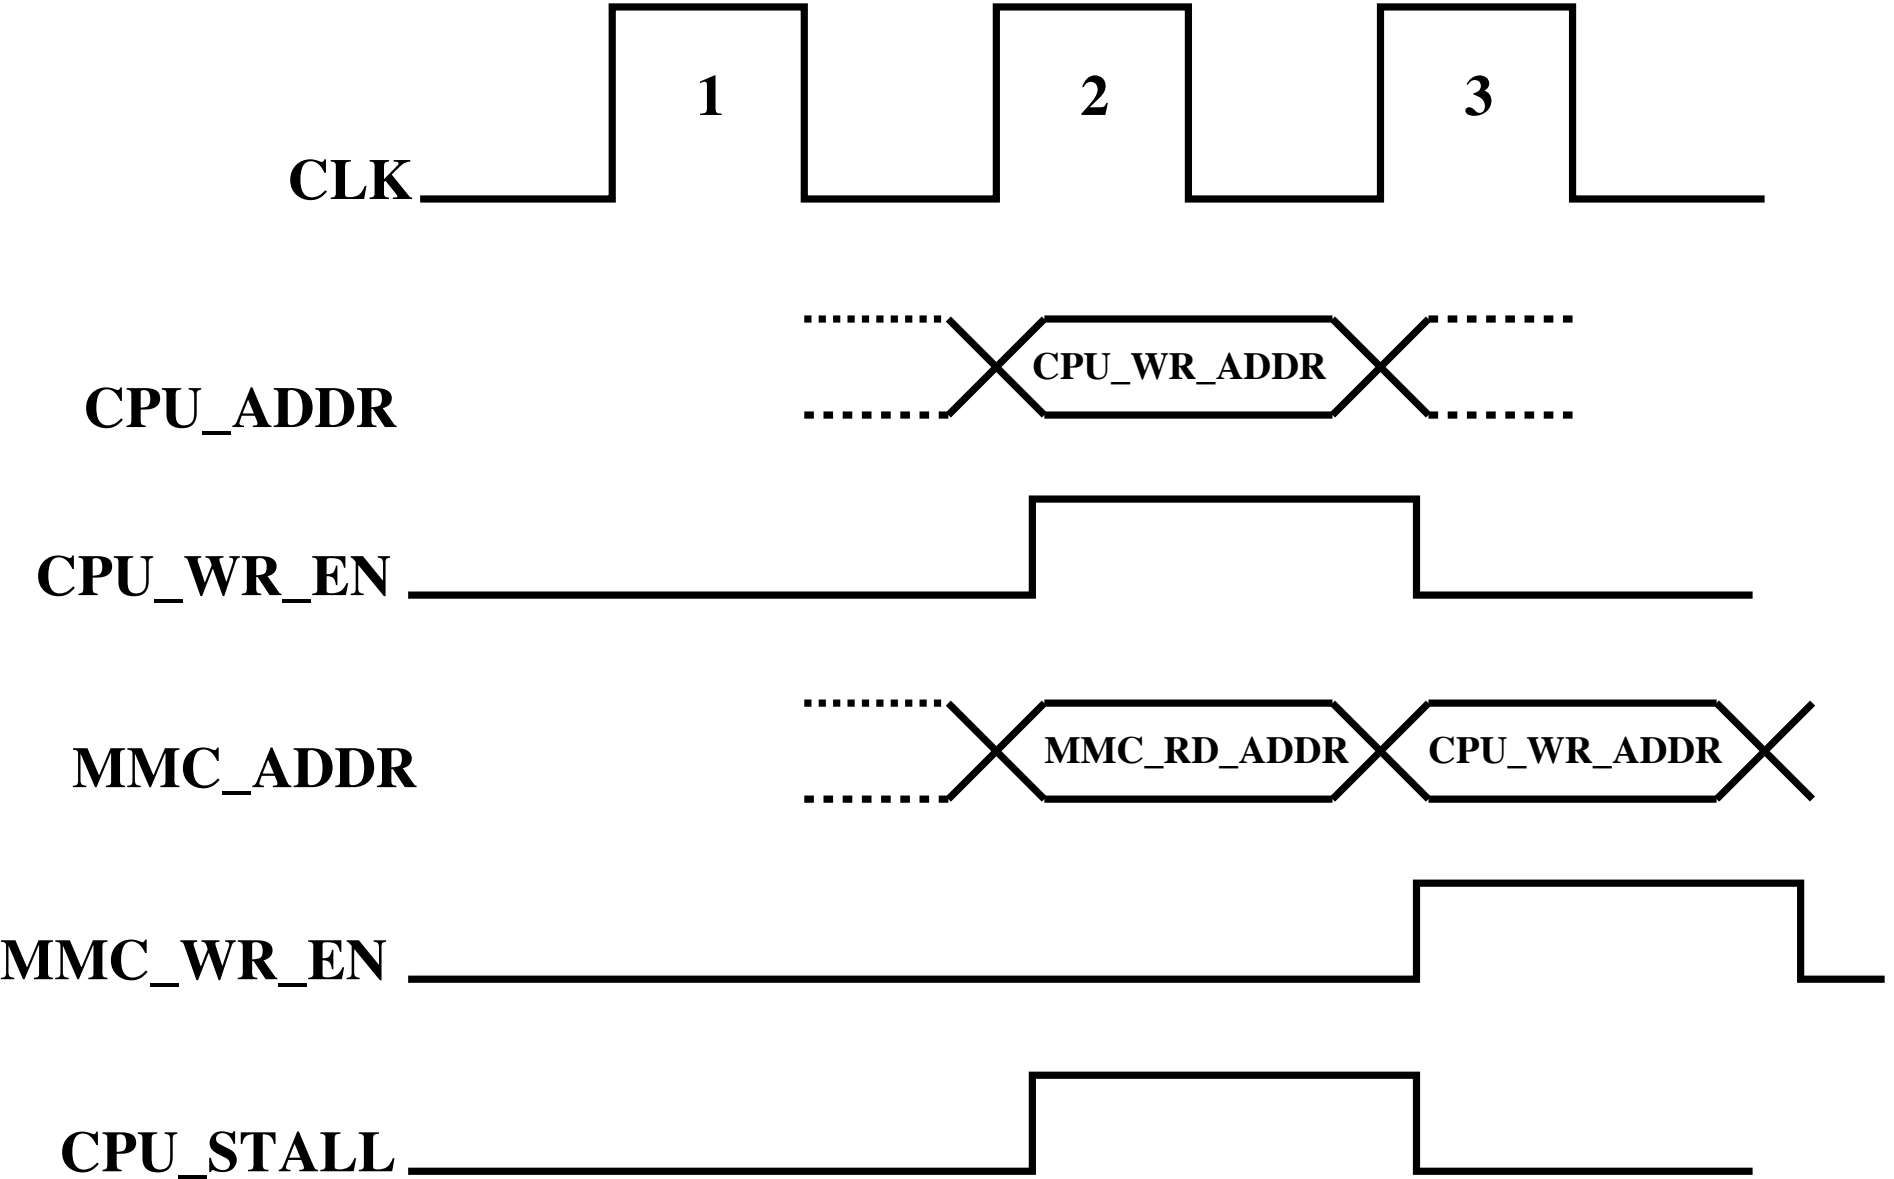 1 2 3
CLK
CPU_WR_ADDR
CPU_ADDR
CPU_WR_EN
MMC_RD_ADDR CPU_WR_ADDR
MMC_ADDR
MMC_WR_EN
CPU_STALL